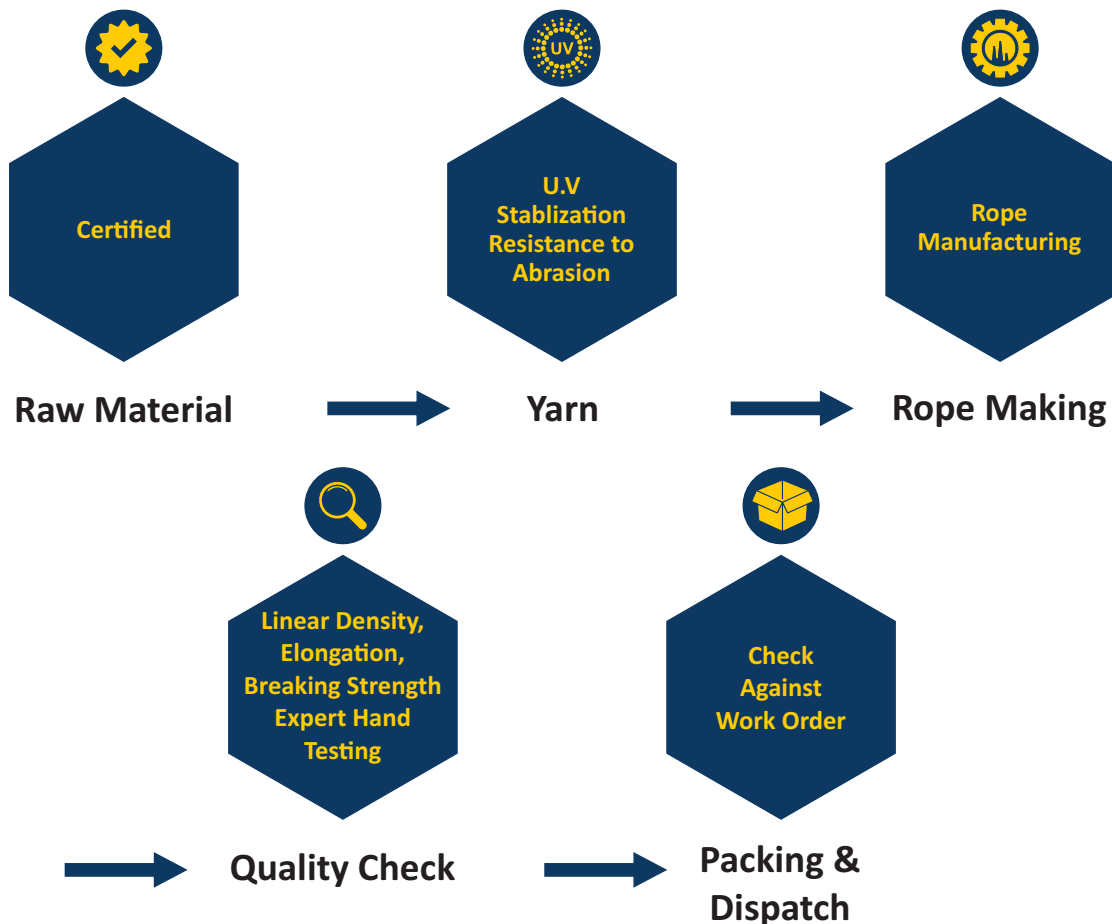 UV
Certified
U.V
Stablization
Resistance to
Abrasion
Rope
Manufacturing
Raw Material
Yarn
Rope Making
Linear Density,
Elongation,
Breaking Strength
Expert Hand
Testing
Check
Against
Work Order
Quality Check
Packing &
Dispatch